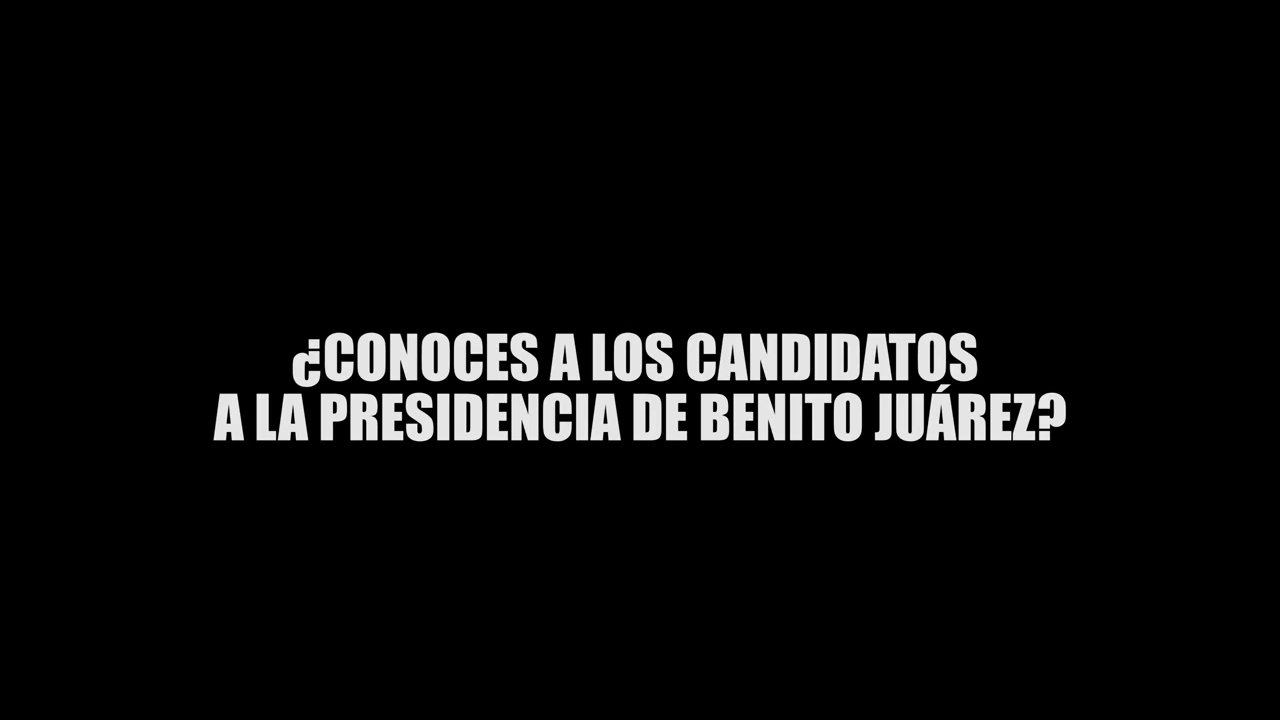 ¿CONOCES A LOS CANDIDATOS
A LA PRESIDENCIA DE BENITO JUÁREZ?